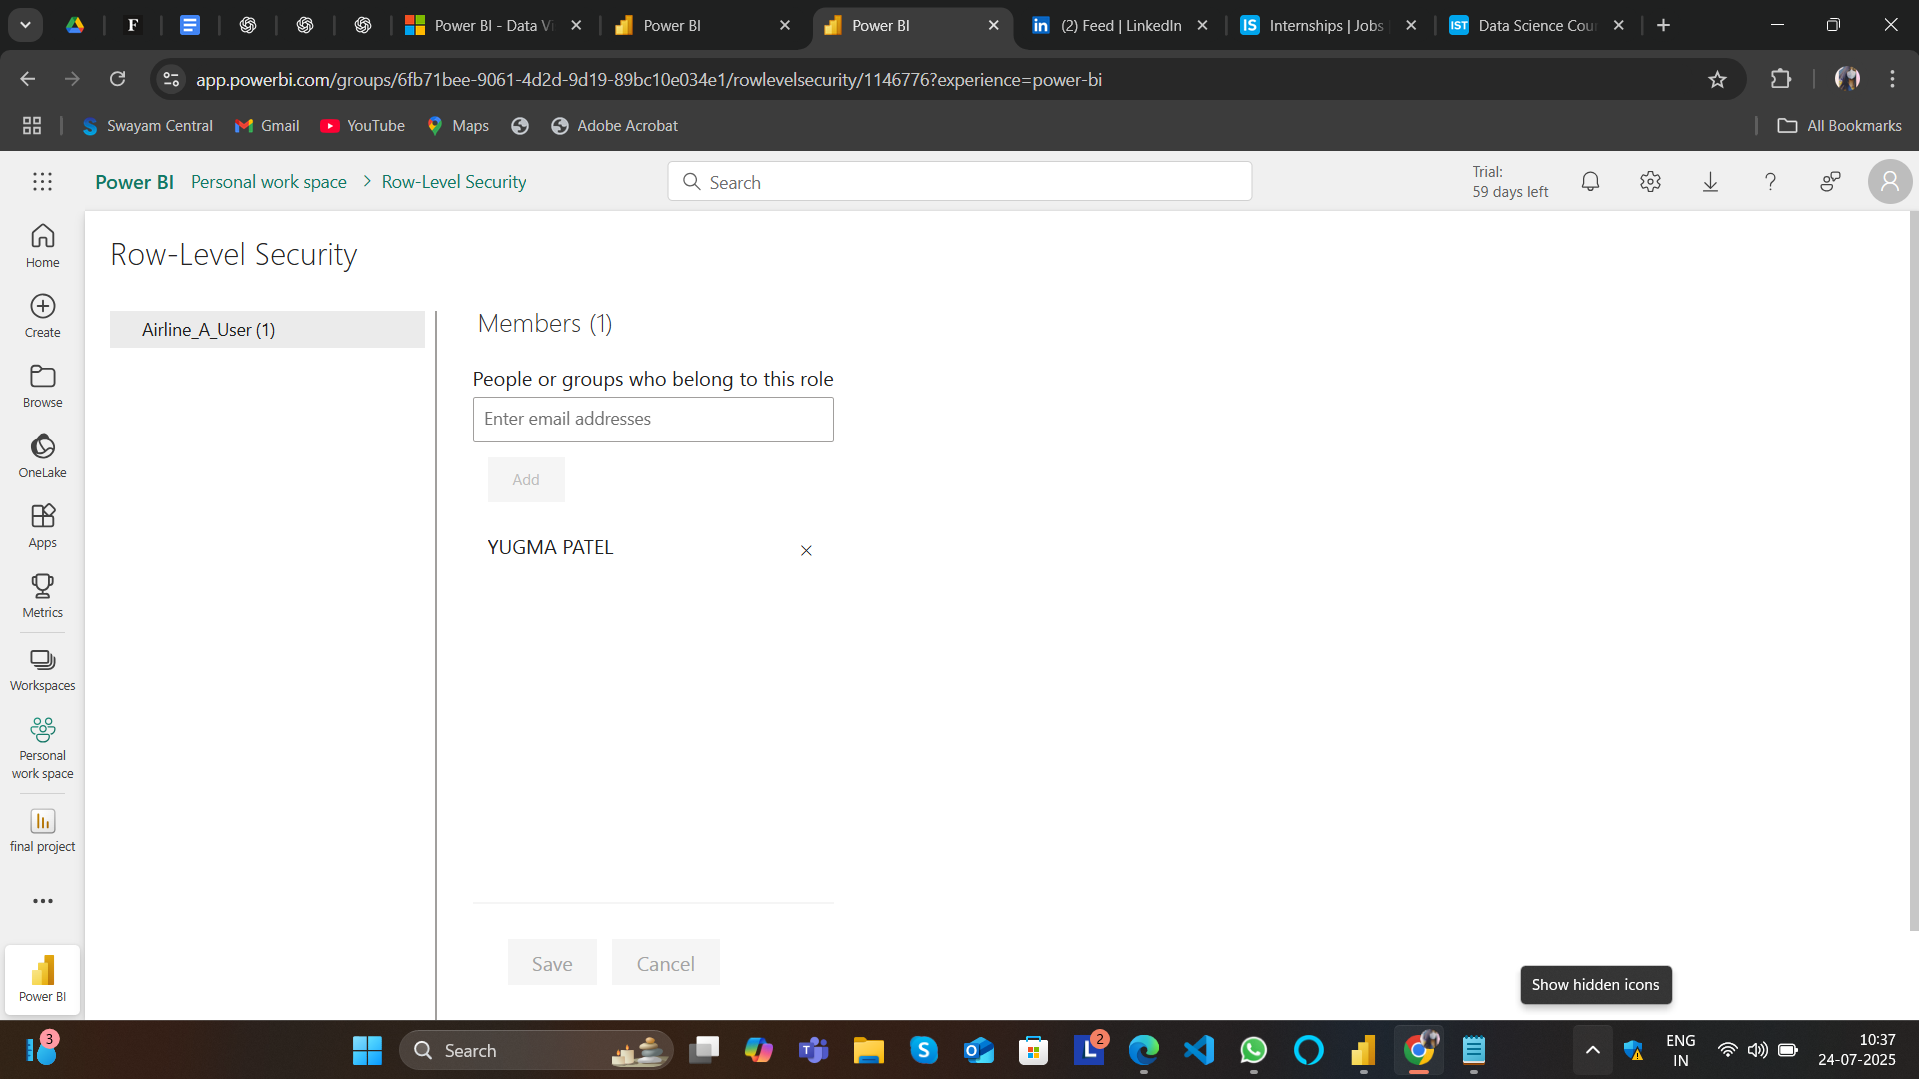 Power BI - Data Vi
Power BI
Power BI
(2) Feed | LinkedIn
Internships | Jobs
Data Science Cou
app.powerbi.com/groups/6fb71bee-9061-4d2d-9d19-89bc10e034e1/rowlevelsecurity/1146776?experience=power-bi
Swayam Central
Gmail
YouTube
Maps
Adobe Acrobat
All Bookmarks
Power BI
Personal work space > Row-Level Security
Search
Trial:
59 days left
Home
Create
Browse
OneLake
Apps
Metrics
Workspaces
Personal
work space
final project
Power BI
Row-Level Security
Airline_A_User (1)
Members (1)
People or groups who belong to this role
Enter email addresses
Add
YUGMA PATEL
Save
Cancel
Show hidden icons
3
Search
2
ENG
IN
10:37
24-07-2025